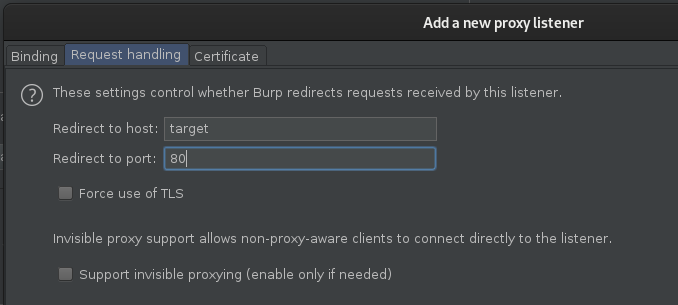 Add a new proxy listener
Binding Request handling Certificate
? These settings control whether Burp redirects requests received by this listener.
Redirect to host: target
Redirect to port: 80
Force use of TLS
Invisible proxy support allows non-proxy-aware clients to connect directly to the listener.
Support invisible proxying (enable only if needed)